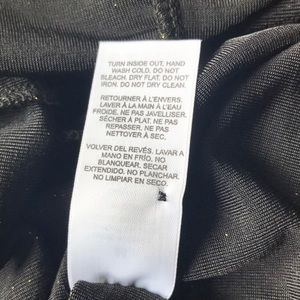 TURN INSIDE OUT. HAND
WASH COLD. DO NOT
BLEACH. DRY FLAT. DO NOT
IRON. DO NOT DRY CLEAN.
RETOURNER À L'ENVERS.
LAVER À LA MAIN À L'EAU
FROIDE. NE PAS JAVELLISER.
SÉCHER À PLAT. NE PAS
REPASSER. NE PAS
NETTOYER À SEC.
VOLVER DEL REVÉS. LAVAR A
MANO EN FRÍO, NO
BLANQUEAR. SECAR
EXTENDIDO. NO PLANCHAR.
NO LIMPIAR EN SECO.